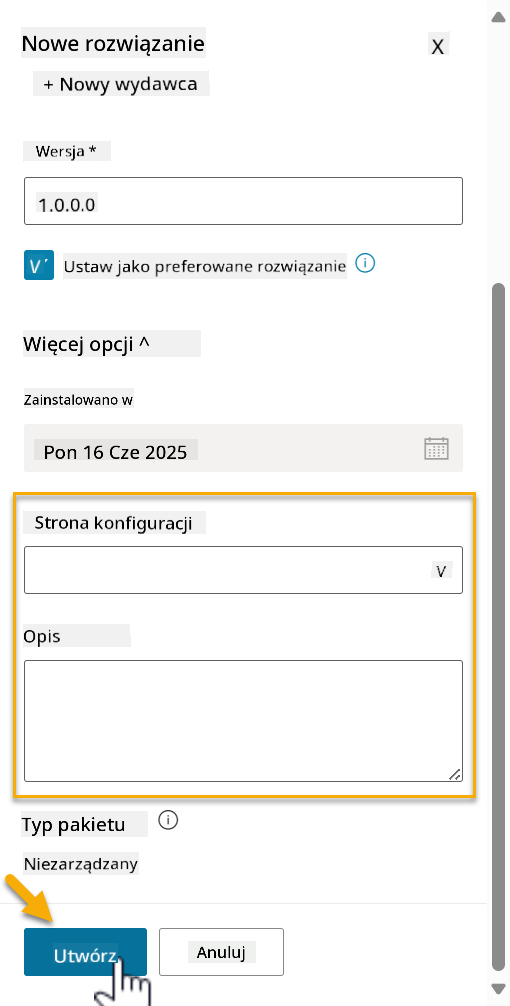 Nowe rozwiązanie X
+ Nowy wydawca
Wersja *
1.0.0.0
V´ Ustaw jako preferowane rozwiązanie i
Więcej opcji ^
Zainstalowano w
Pon 16 Cze 2025
Strona konfiguracji
V
Opis
Typ pakietu i
Niezarządzany
Utwórz Anuluj